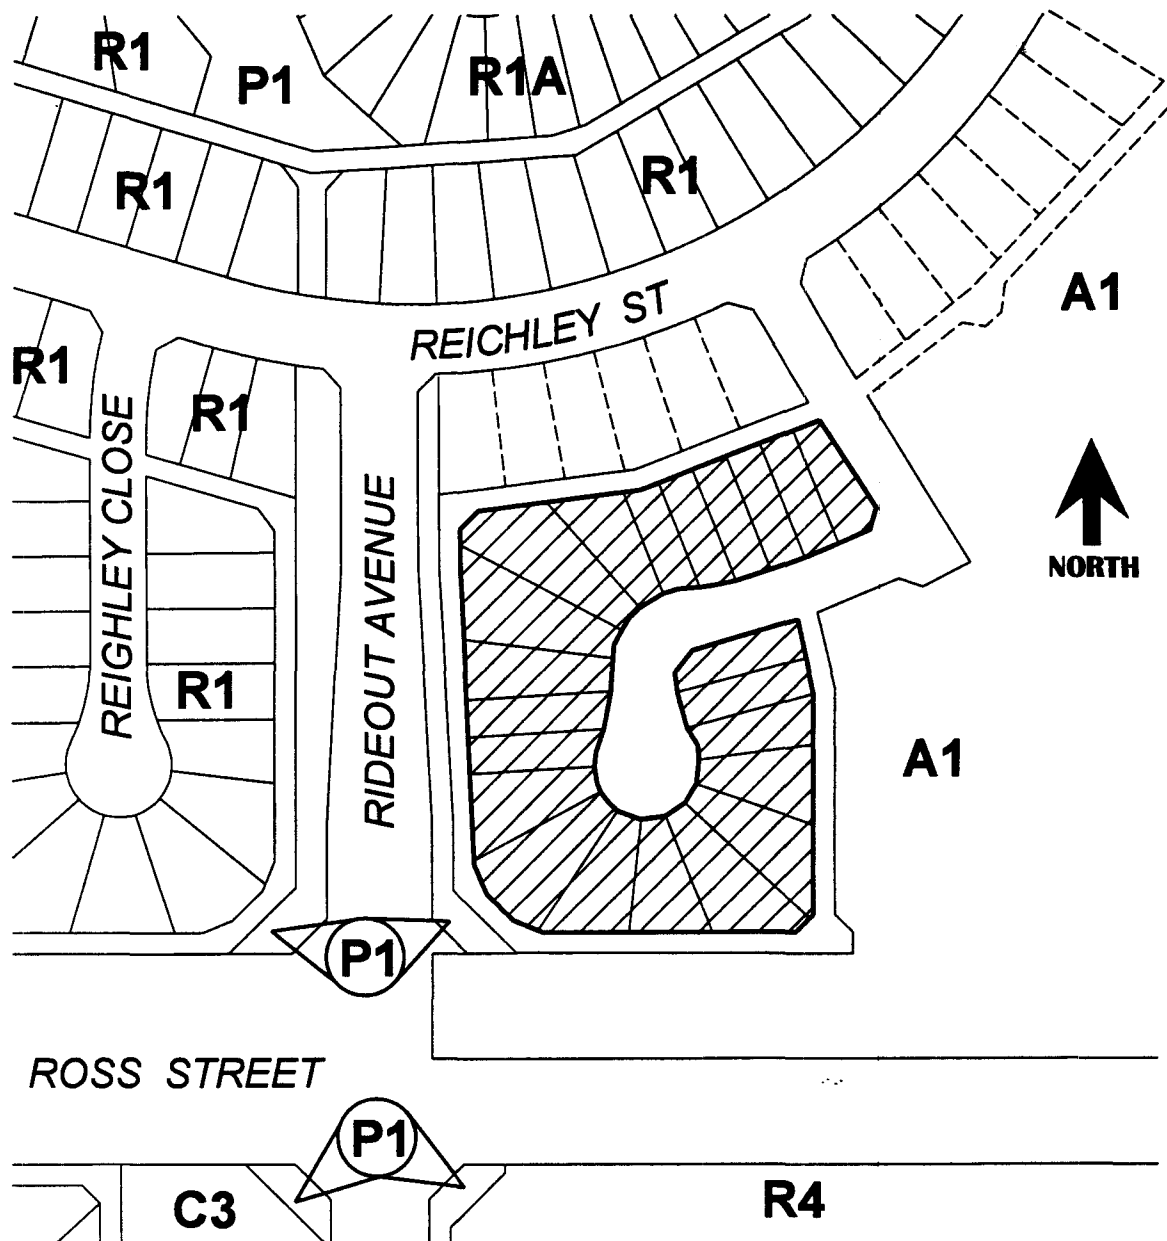 R1
P1
R1A
R1
R1
A1
REICHLEY ST
R1
R1
REIGHLEY CLOSE
RIDEOUT AVENUE
NORTH
R1
A1
P1
ROSS STREET
P1
C3
R4